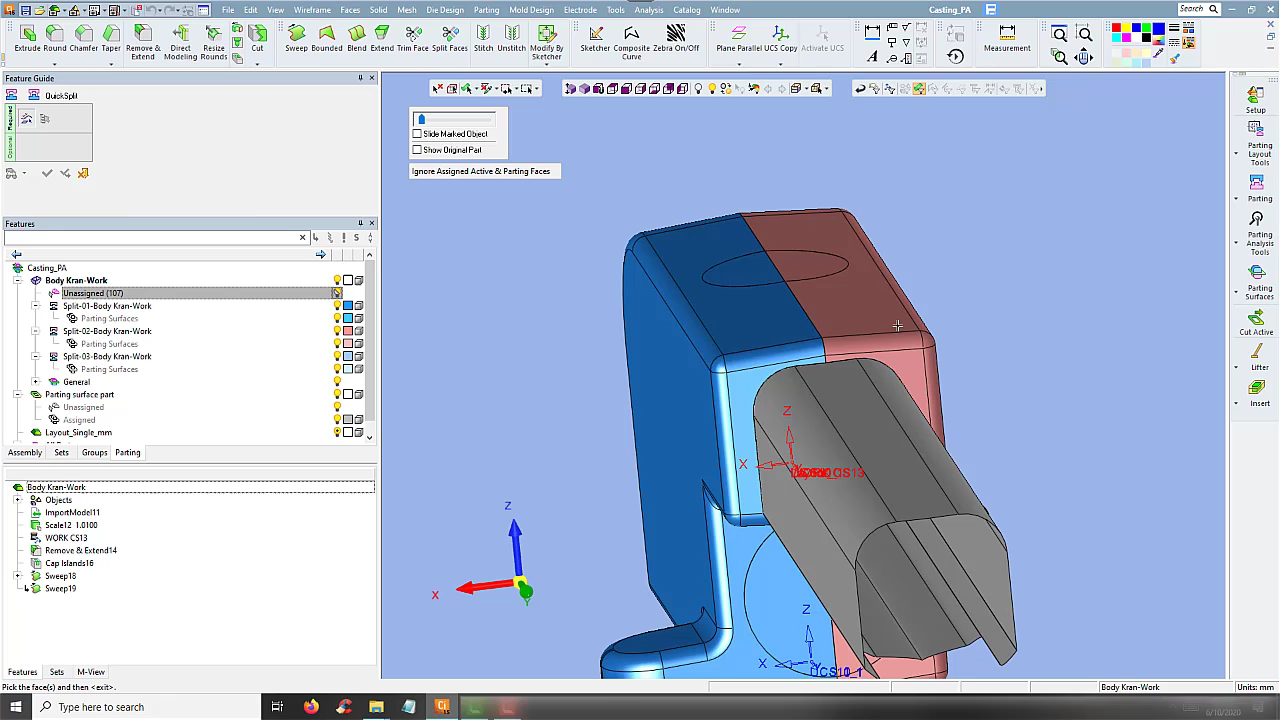 File Edit View Wireframe Faces Solid Mesh Die Design Parting Mold Design Electrode Tools Analysis Catalog Window
Casting_PA
Search
Extrude Round Chamfer Taper
Remove & Extend
Direct Modeling
Resize
Cut
Sweep Bounded Blend Extend
Stitch Unstitch
Modify By Sketcher
Sketcher
Composite Curve
Zebra On/Off
Plane Parallel
UCS Copy
Activate UCS
Measurement
Feature Guide
QuickSplit
Required
Optional
Slide Marked Object
Show Original Part
Ignore Assigned Active & Parting Faces
Setup
Parting Layout Tools
Parting
Parting Analysis Tools
Parting Surfaces
Cut Active
Lifter
Insert
Features
Casting_PA
Body Kran-Work
Unassigned (107)
Split-01-Body Kran-Work
Parting Surfaces
Split-02-Body Kran-Work
Parting Surfaces
Split-03-Body Kran-Work
Parting Surfaces
General
Parting surface part
Unassigned
Assigned
Layout_Single_mm
Assembly Sets Groups Parting
Body Kran-Work
Objects
ImportModel11
Scale12 1.0100
WORK CS13
Remove & Extend14
Cap Islands16
Sweep18
Sweep19
Z
X
Z
X
Z
X
Y
Features Sets M-View
Pick the face(s) and then <exit>.
Body Kran-Work
Units: mm
Type here to search
6/10/2020